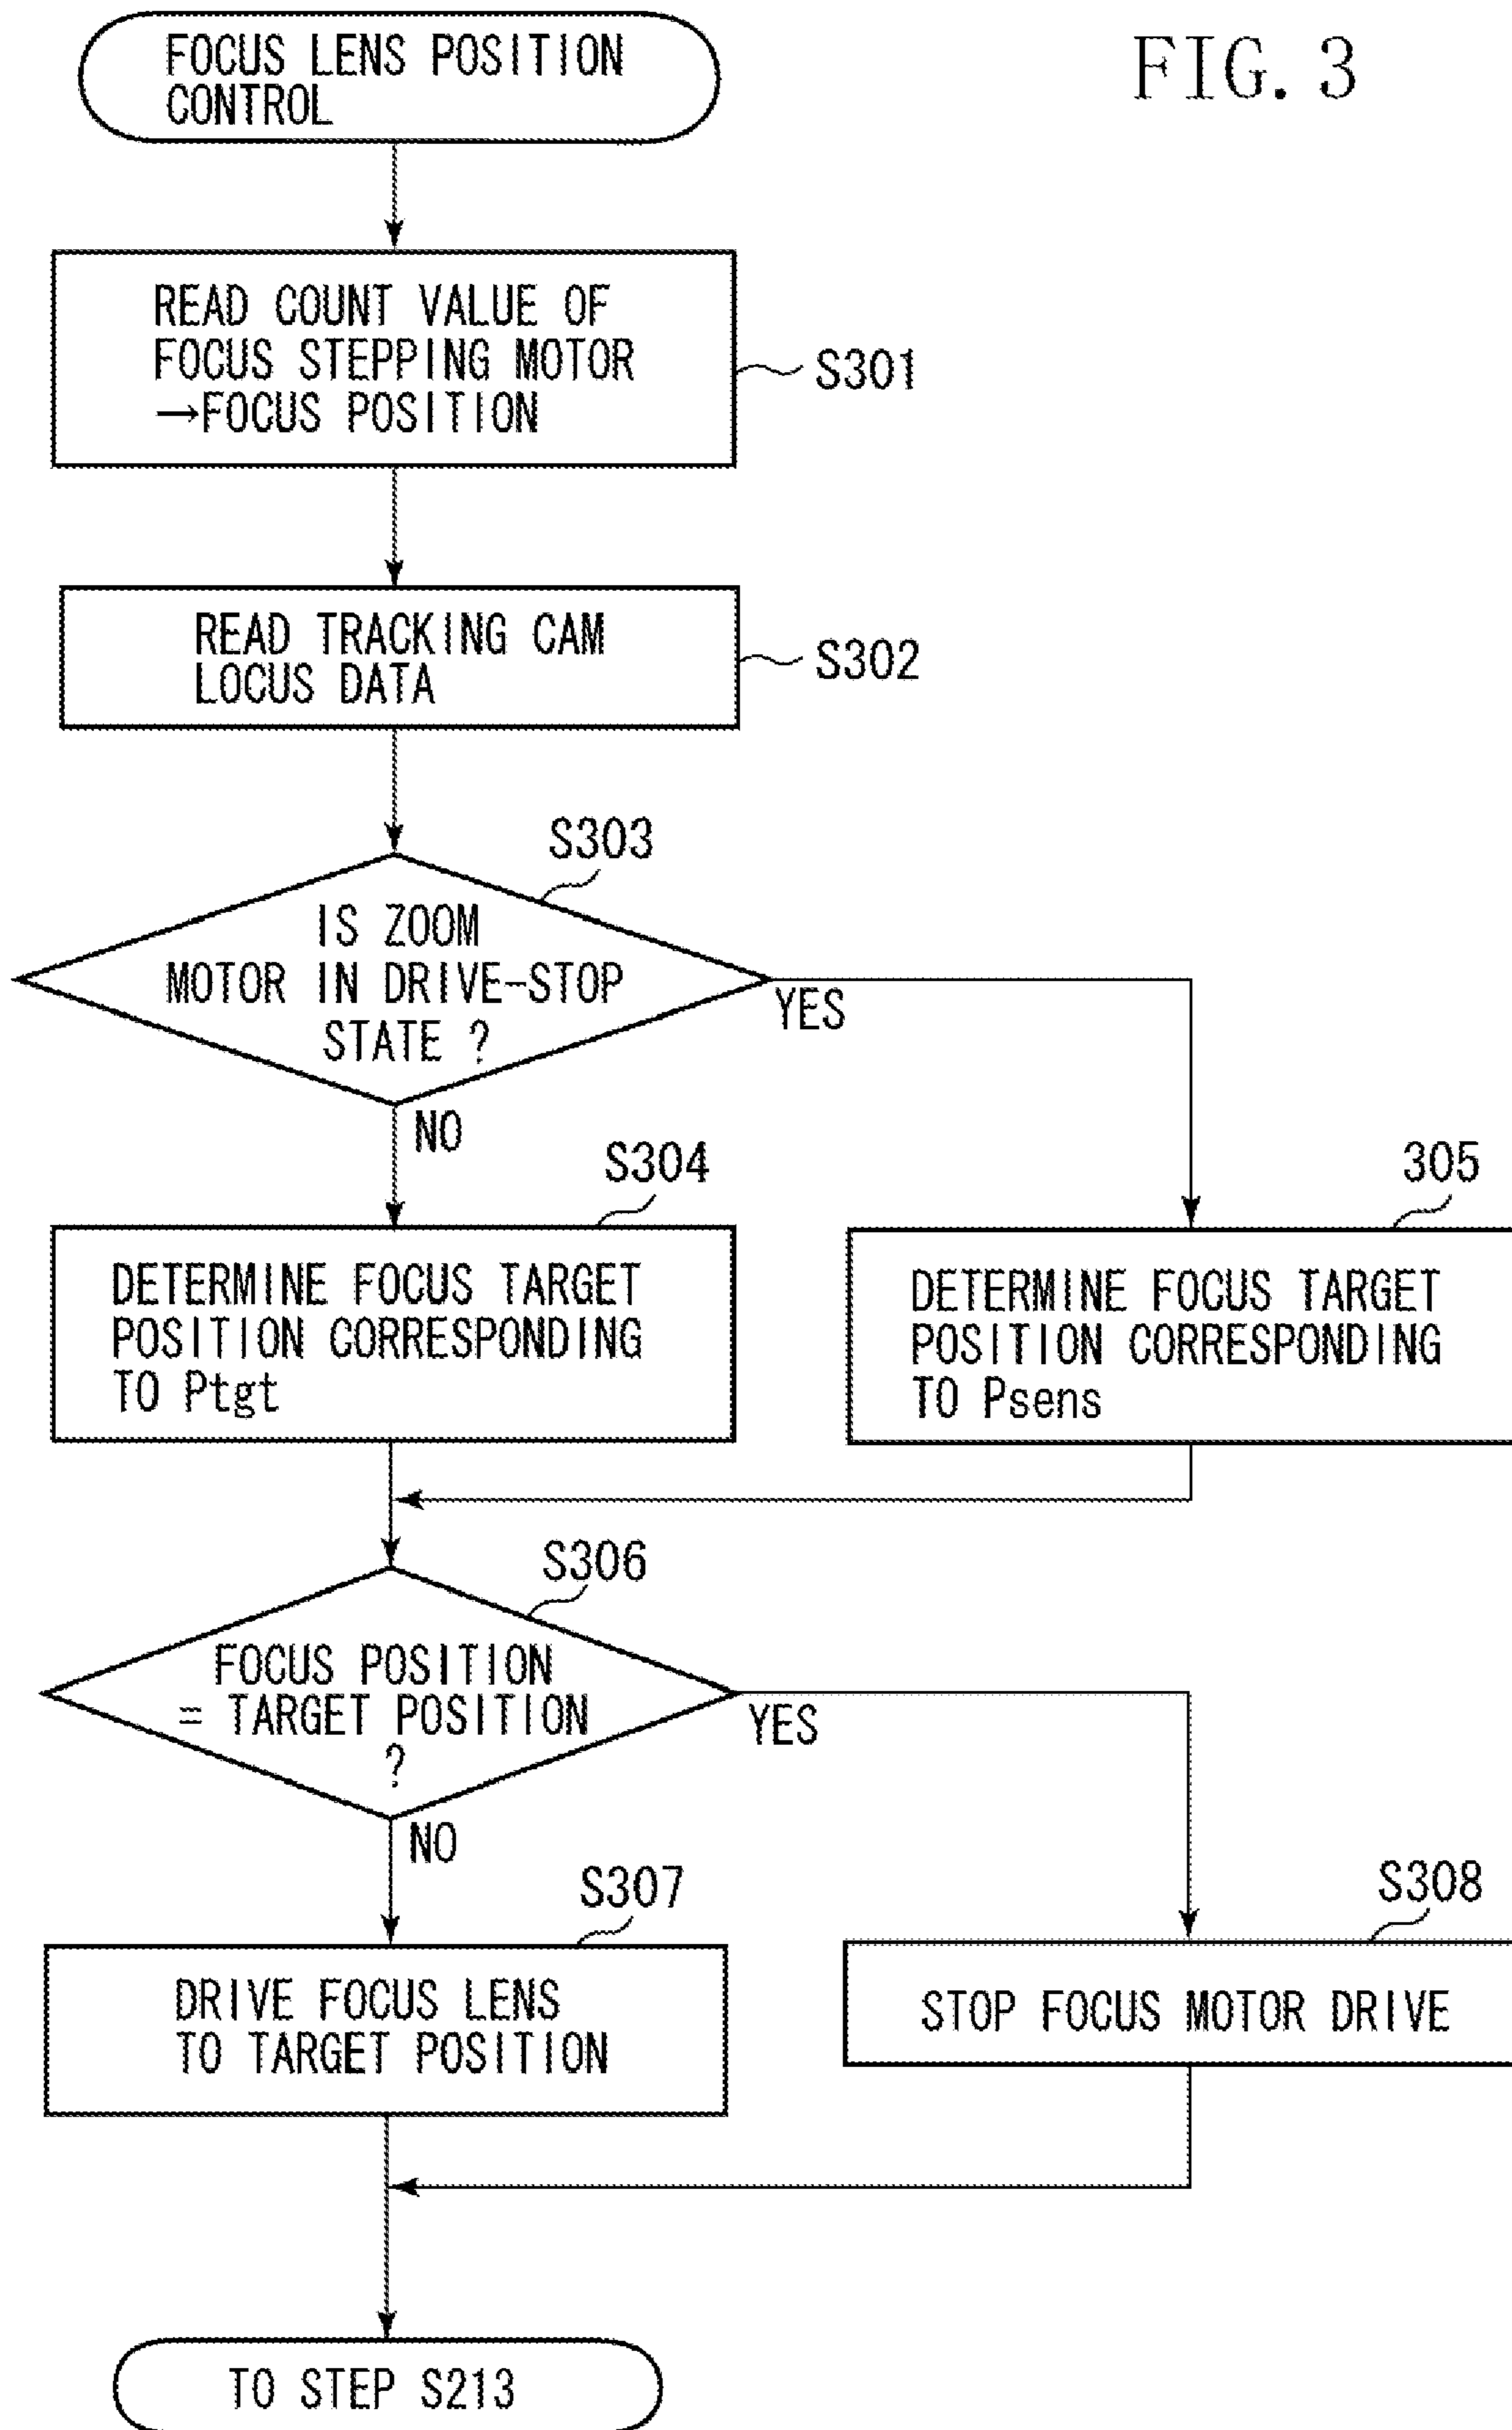 FIG. 3
FOCUS LENS POSITION
CONTROL
READ COUNT VALUE OF
FOCUS STEPPING MOTOR
→FOCUS POSITION
S301
READ TRACKING CAM
LOCUS DATA
S302
S303
IS ZOOM
MOTOR IN DRIVE-STOP
STATE ?
YES
NO
S304
DETERMINE FOCUS TARGET
POSITION CORRESPONDING
TO Ptgt
305
DETERMINE FOCUS TARGET
POSITION CORRESPONDING
TO Psens
S306
FOCUS POSITION
= TARGET POSITION
?
YES
NO
S307
DRIVE FOCUS LENS
TO TARGET POSITION
S308
STOP FOCUS MOTOR DRIVE
TO STEP S213